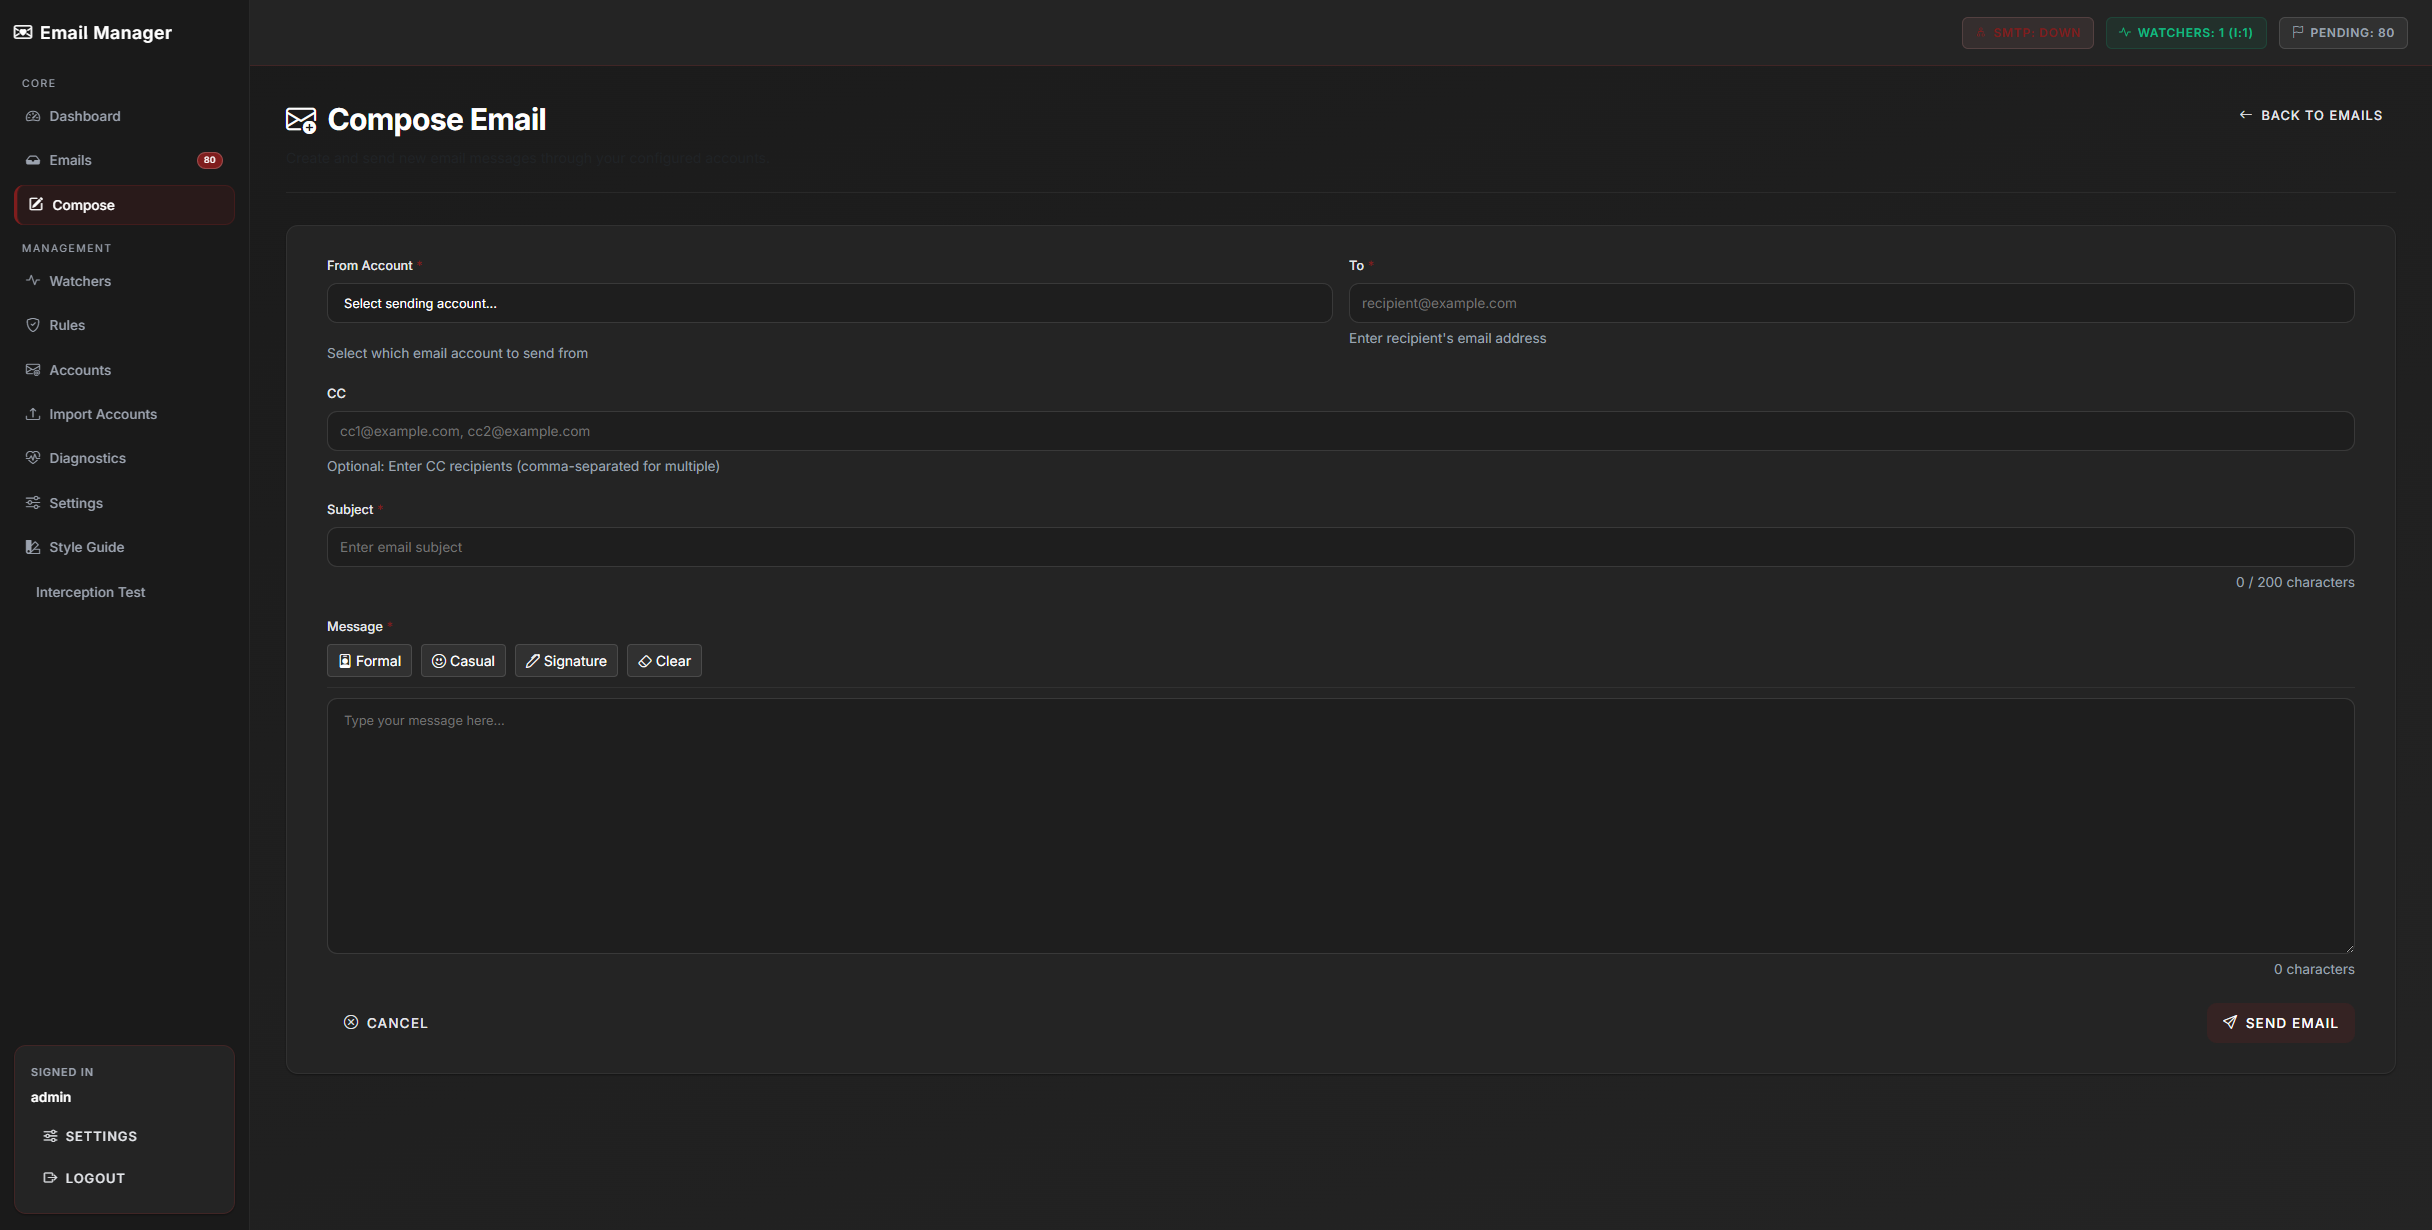 Email Manager
SMTP: DOWN
WATCHERS: 1 (I:1)
PENDING: 80
CORE
Dashboard
Emails
80
Compose
MANAGEMENT
Watchers
Rules
Accounts
Import Accounts
Diagnostics
Settings
Style Guide
Interception Test
SIGNED IN
admin
SETTINGS
LOGOUT
Compose Email
BACK TO EMAILS
Create and send new email messages through your configured accounts.
From Account *
Select sending account...
Select which email account to send from
To *
recipient@example.com
Enter recipient's email address
CC
cc1@example.com, cc2@example.com
Optional: Enter CC recipients (comma-separated for multiple)
Subject *
Enter email subject
0 / 200 characters
Message *
Formal
Casual
Signature
Clear
Type your message here...
0 characters
CANCEL
SEND EMAIL